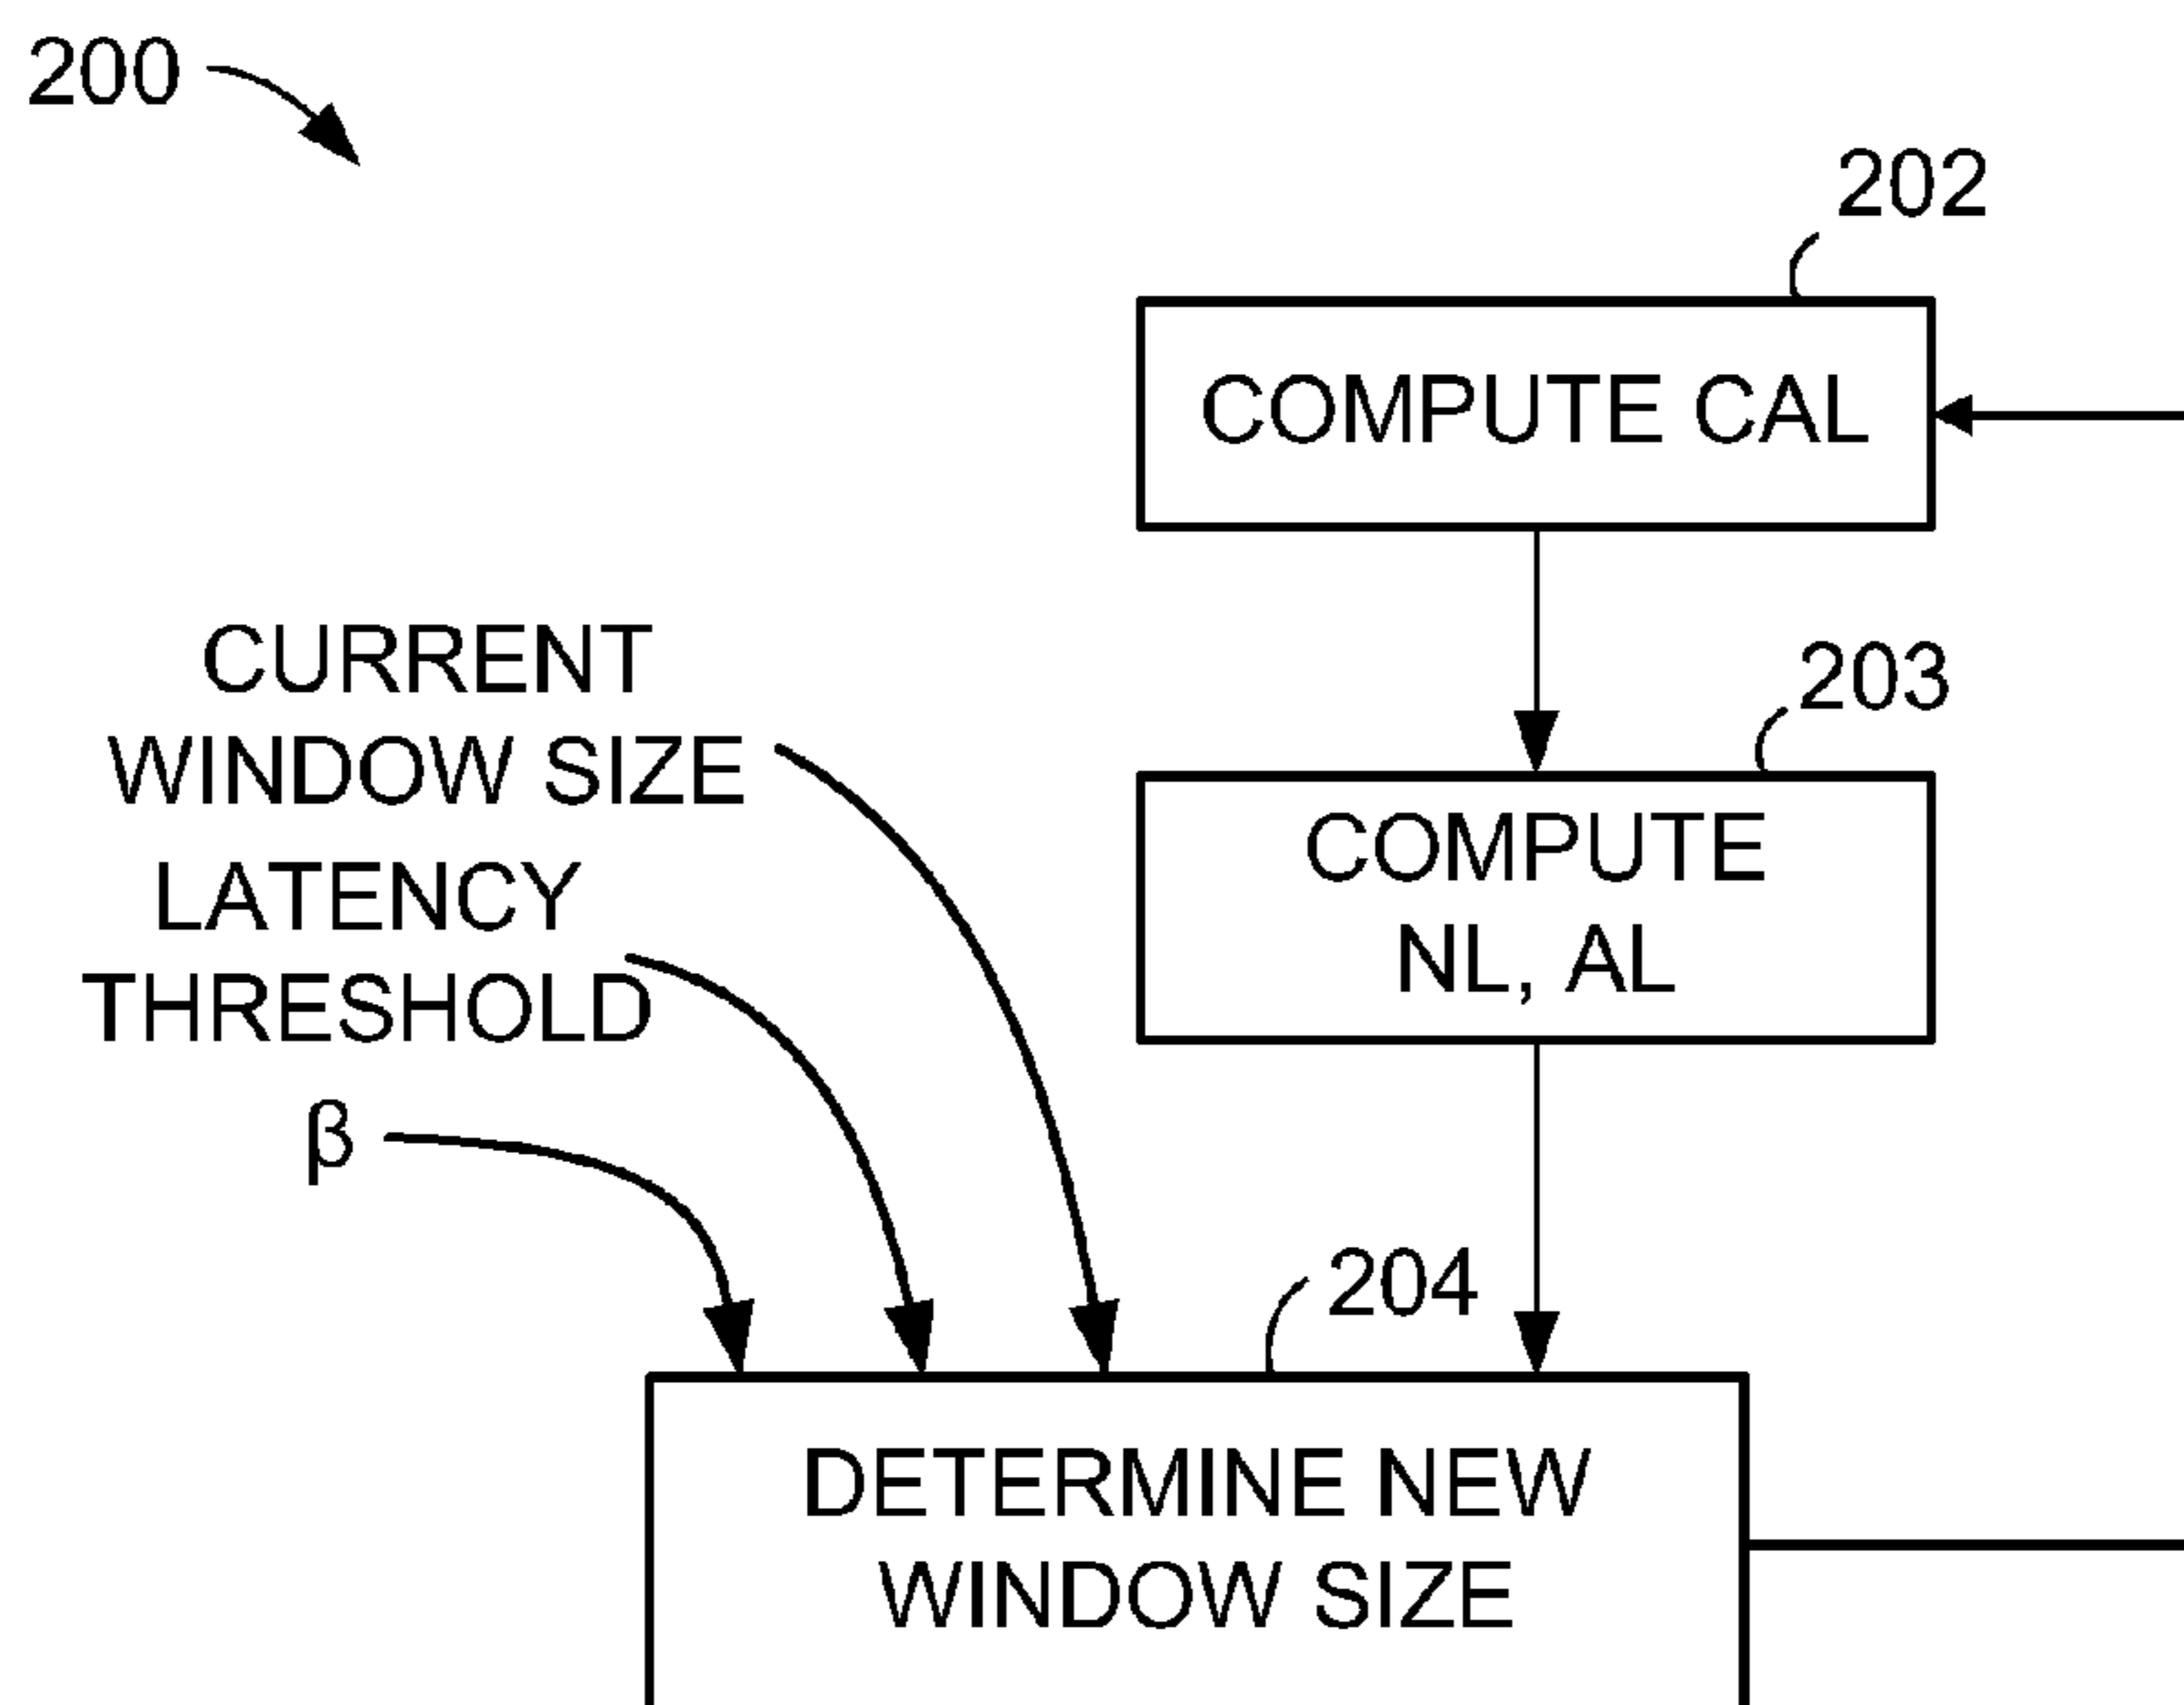 200
202
COMPUTE CAL
203
COMPUTE
NL, AL
CURRENT
WINDOW SIZE
LATENCY
THRESHOLD
β
204
DETERMINE NEW
WINDOW SIZE